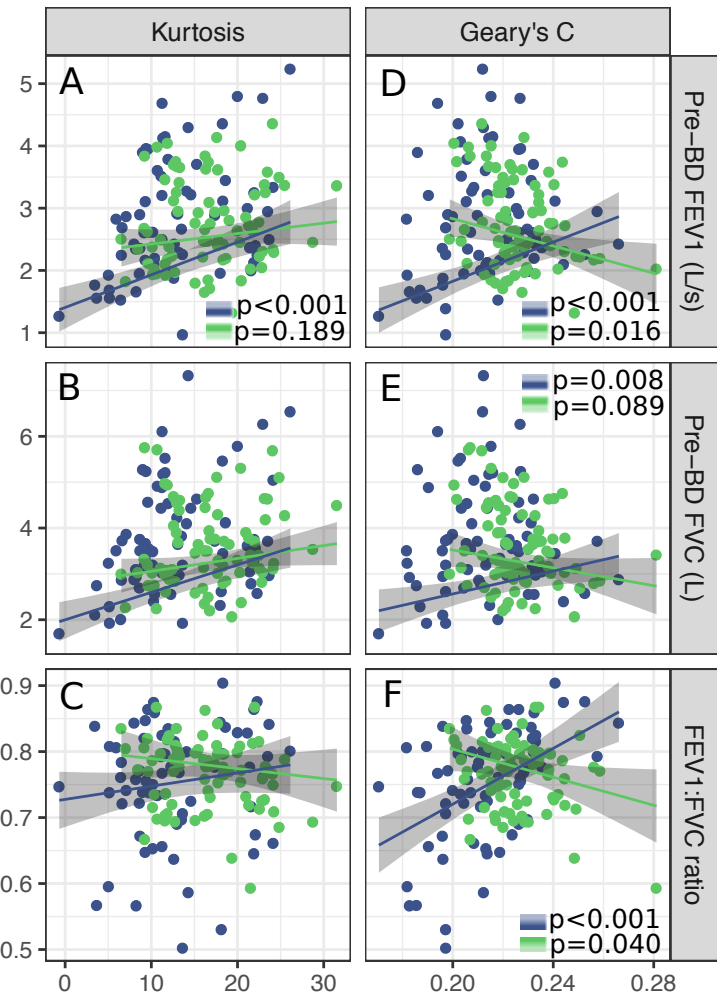 Kurtosis
Geary's C
A
D
5
4
3
2
1
p<0.001
p=0.189
p<0.001
p=0.016
Pre−BD FEV1 (L/s)
B
E
6
4
2
p=0.008
p=0.089
Pre−BD FVC (L)
C
F
0.9
0.8
0.7
0.6
0.5
p<0.001
p=0.040
FEV1:FVC ratio
0
10
20
30
0.20
0.24
0.28